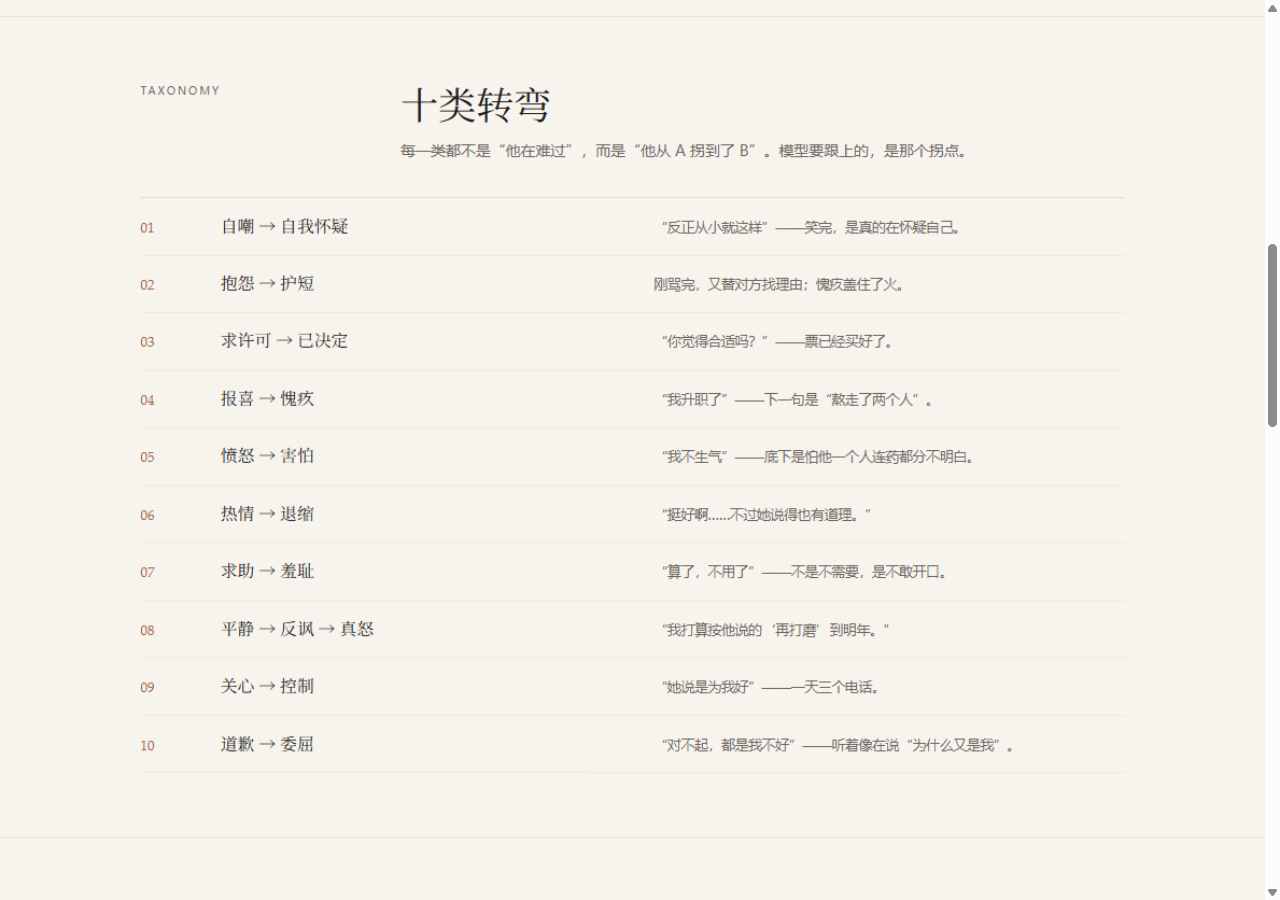 TAXONOMY
十类转弯
每一类都不是“他在难过”，而是“他从 A 拐到了 B”。模型要跟上的，是那个拐点。
01 自嘲 → 自我怀疑 “反正从小就这样”——笑完，是真的在怀疑自己。
02 抱怨 → 护短 刚骂完，又替对方找理由；愧疚盖住了火。
03 求许可 → 已决定 “你觉得合适吗？”——票已经买好了。
04 报喜 → 愧疚 “我升职了”——下一句是“熬走了两个人”。
05 愤怒 → 害怕 “我不生气”——底下是怕他一个人连药都分不明白。
06 热情 → 退缩 “挺好啊……不过她说得也有道理。”
07 求助 → 羞耻 “算了，不用了”——不是不需要，是不敢开口。
08 平静 → 反讽 → 真怒 “我打算按他说的‘再打磨’到明年。”
09 关心 → 控制 “她说是为我好”——一天三个电话。
10 道歉 → 委屈 “对不起，都是我不好”——听着像在说“为什么又是我”。